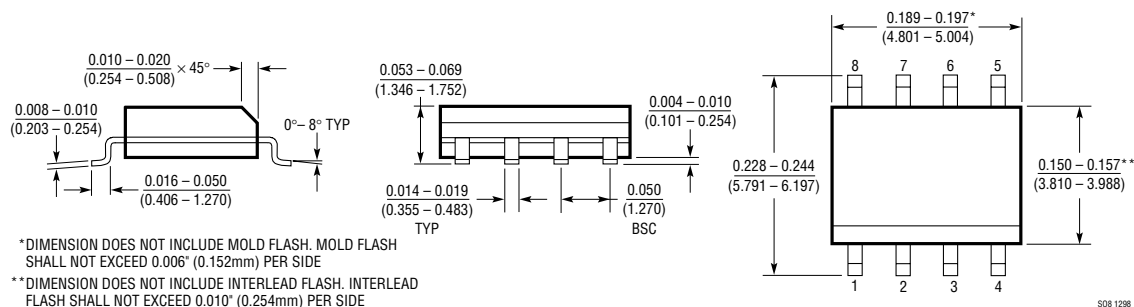 0.010 – 0.020
(0.254 – 0.508)
× 45°
0.008 – 0.010
(0.203 – 0.254)
0°– 8° TYP
0.016 – 0.050
(0.406 – 1.270)
0.053 – 0.069
(1.346 – 1.752)
0.004 – 0.010
(0.101 – 0.254)
0.014 – 0.019
(0.355 – 0.483)
TYP
0.050
(1.270)
BSC
0.189 – 0.197*
(4.801 – 5.004)
8 7 6 5
0.228 – 0.244
(5.791 – 6.197)
0.150 – 0.157**
(3.810 – 3.988)
1 2 3 4
*DIMENSION DOES NOT INCLUDE MOLD FLASH. MOLD FLASH
SHALL NOT EXCEED 0.006" (0.152mm) PER SIDE
**DIMENSION DOES NOT INCLUDE INTERLEAD FLASH. INTERLEAD
FLASH SHALL NOT EXCEED 0.010" (0.254mm) PER SIDE
SO8 1298